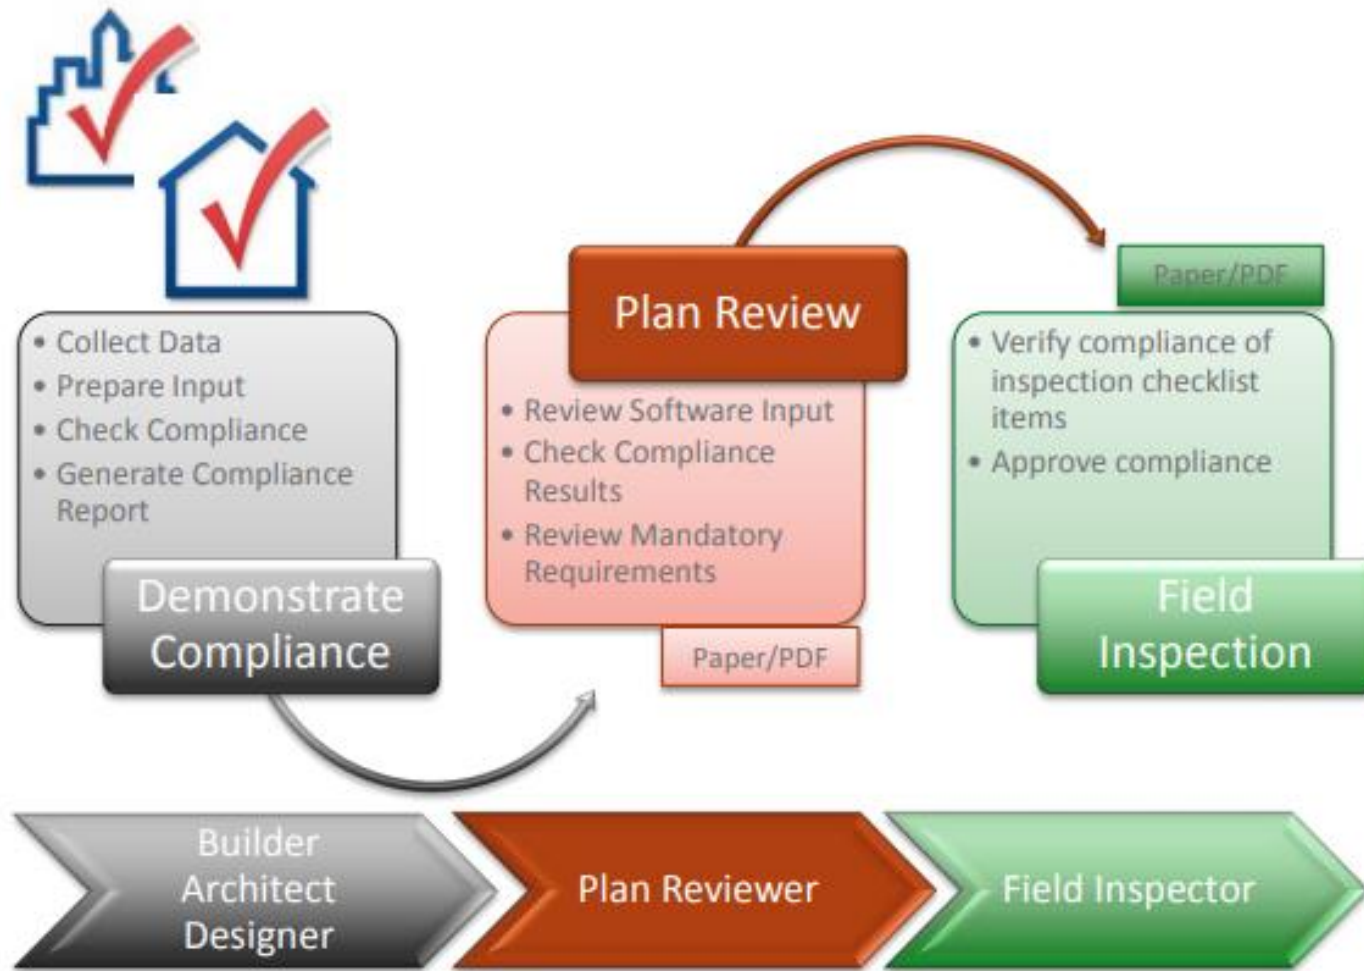 • Collect Data
• Prepare Input
• Check Compliance
• Generate Compliance
Report
Demonstrate
Compliance
Plan Review
• Review Software Input
• Check Compliance
Results
• Review Mandatory
Requirements
Paper/PDF
Paper/PDF
• Verify compliance of
inspection checklist
items
• Approve compliance
Field
Inspection
Builder
Architect
Designer
Plan Reviewer
Field Inspector